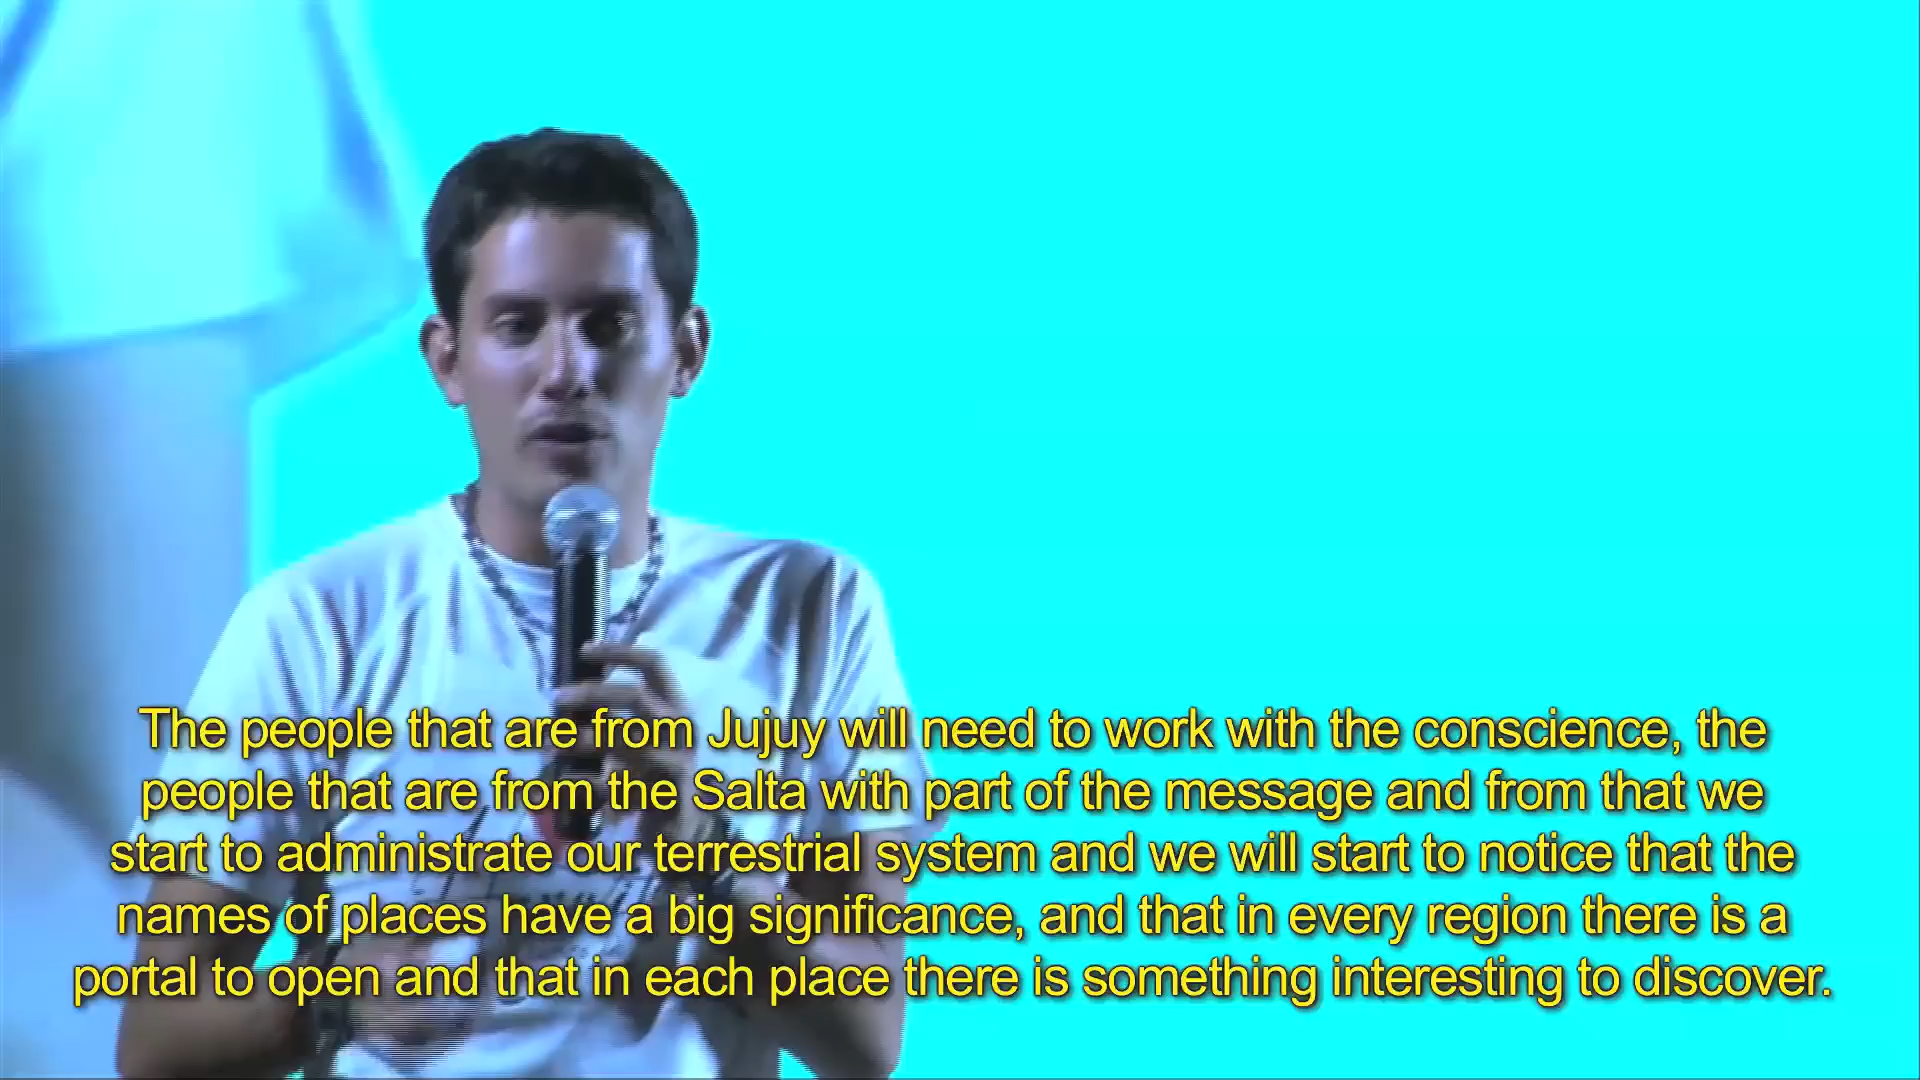 The people that are from Jujuy will need to work with the conscience, the
people that are from the Salta with part of the message and from that we
start to administrate our terrestrial system and we will start to notice that the
names of places have a big significance, and that in every region there is a
portal to open and that in each place there is something interesting to discover.